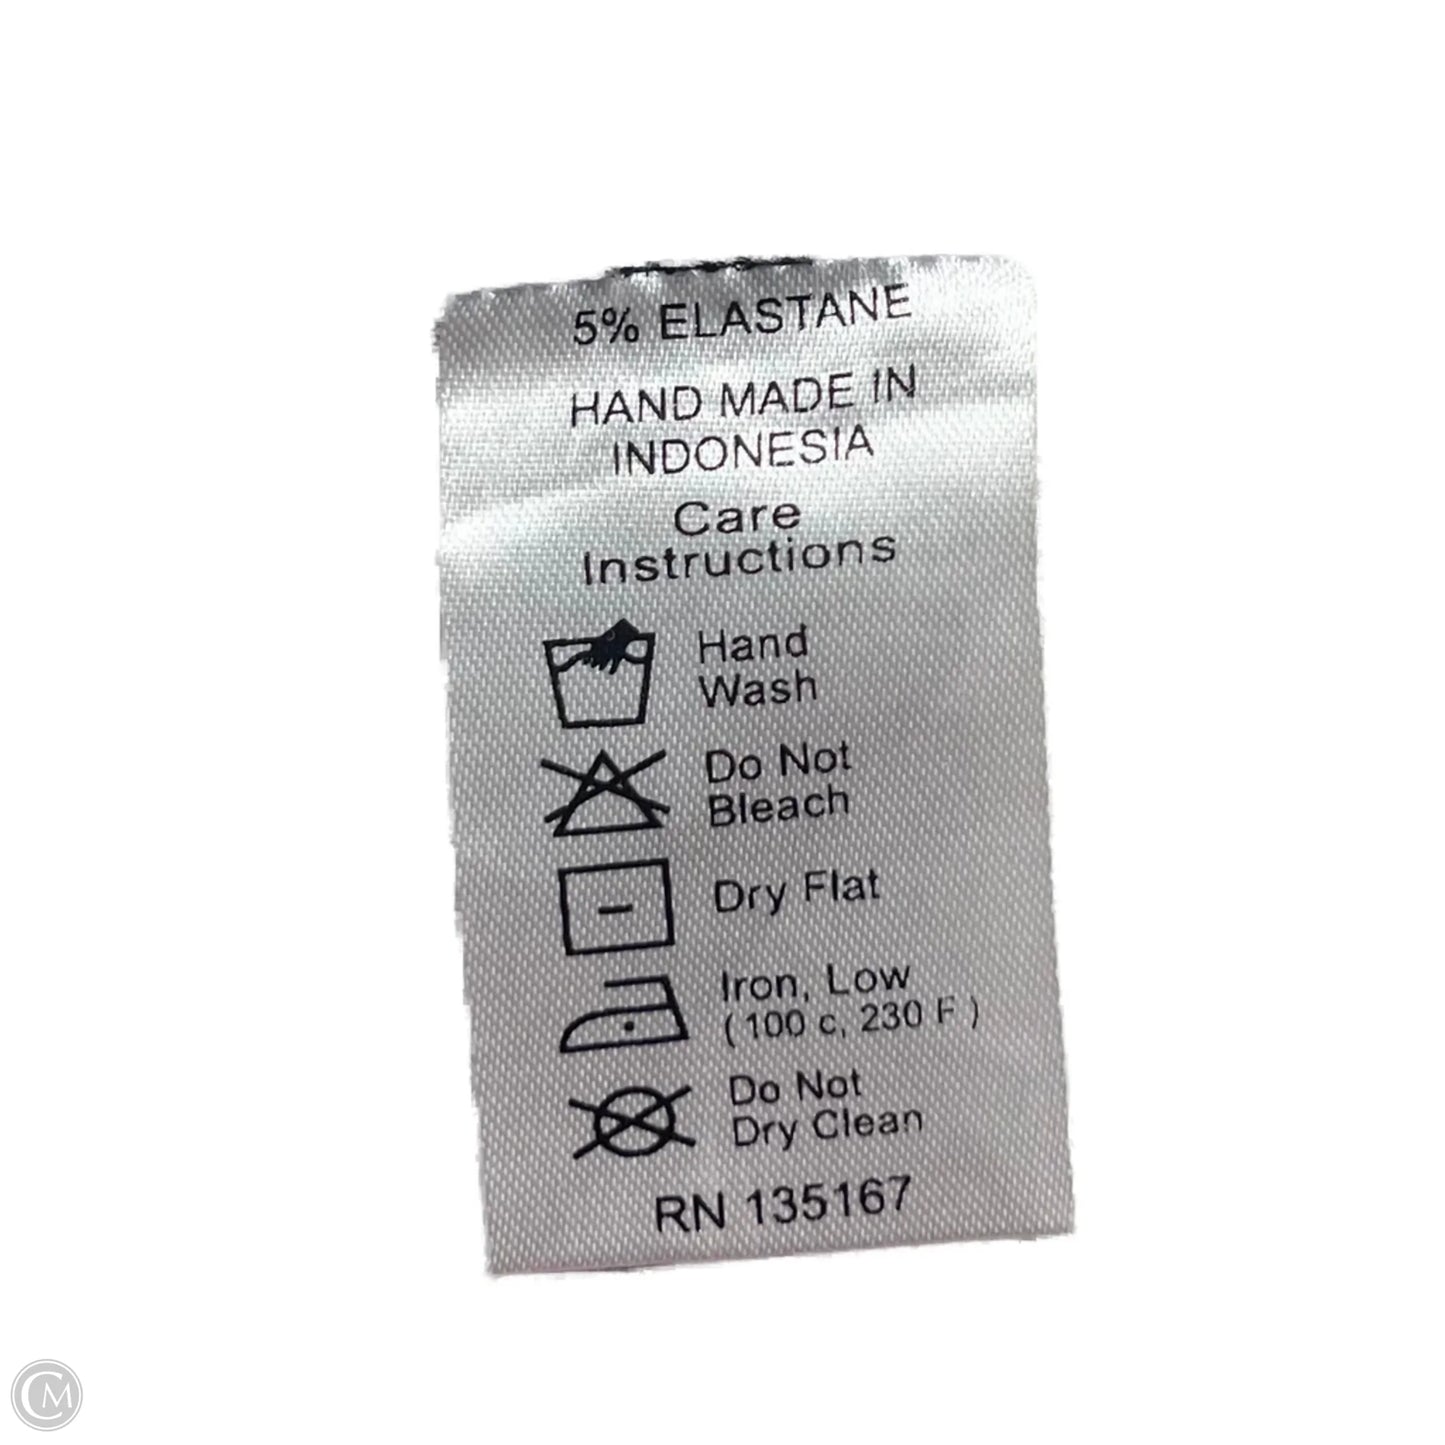 5% ELASTANE
HAND MADE IN
INDONESIA
Care
Instructions
Hand
Wash
Do Not
Bleach
Dry Flat
Iron, Low
( 100 c, 230 F )
Do Not
Dry Clean
RN 135167
CM